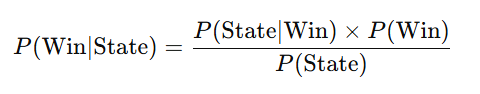 P(Win|State) = P(State|Win) × P(Win) / P(State)